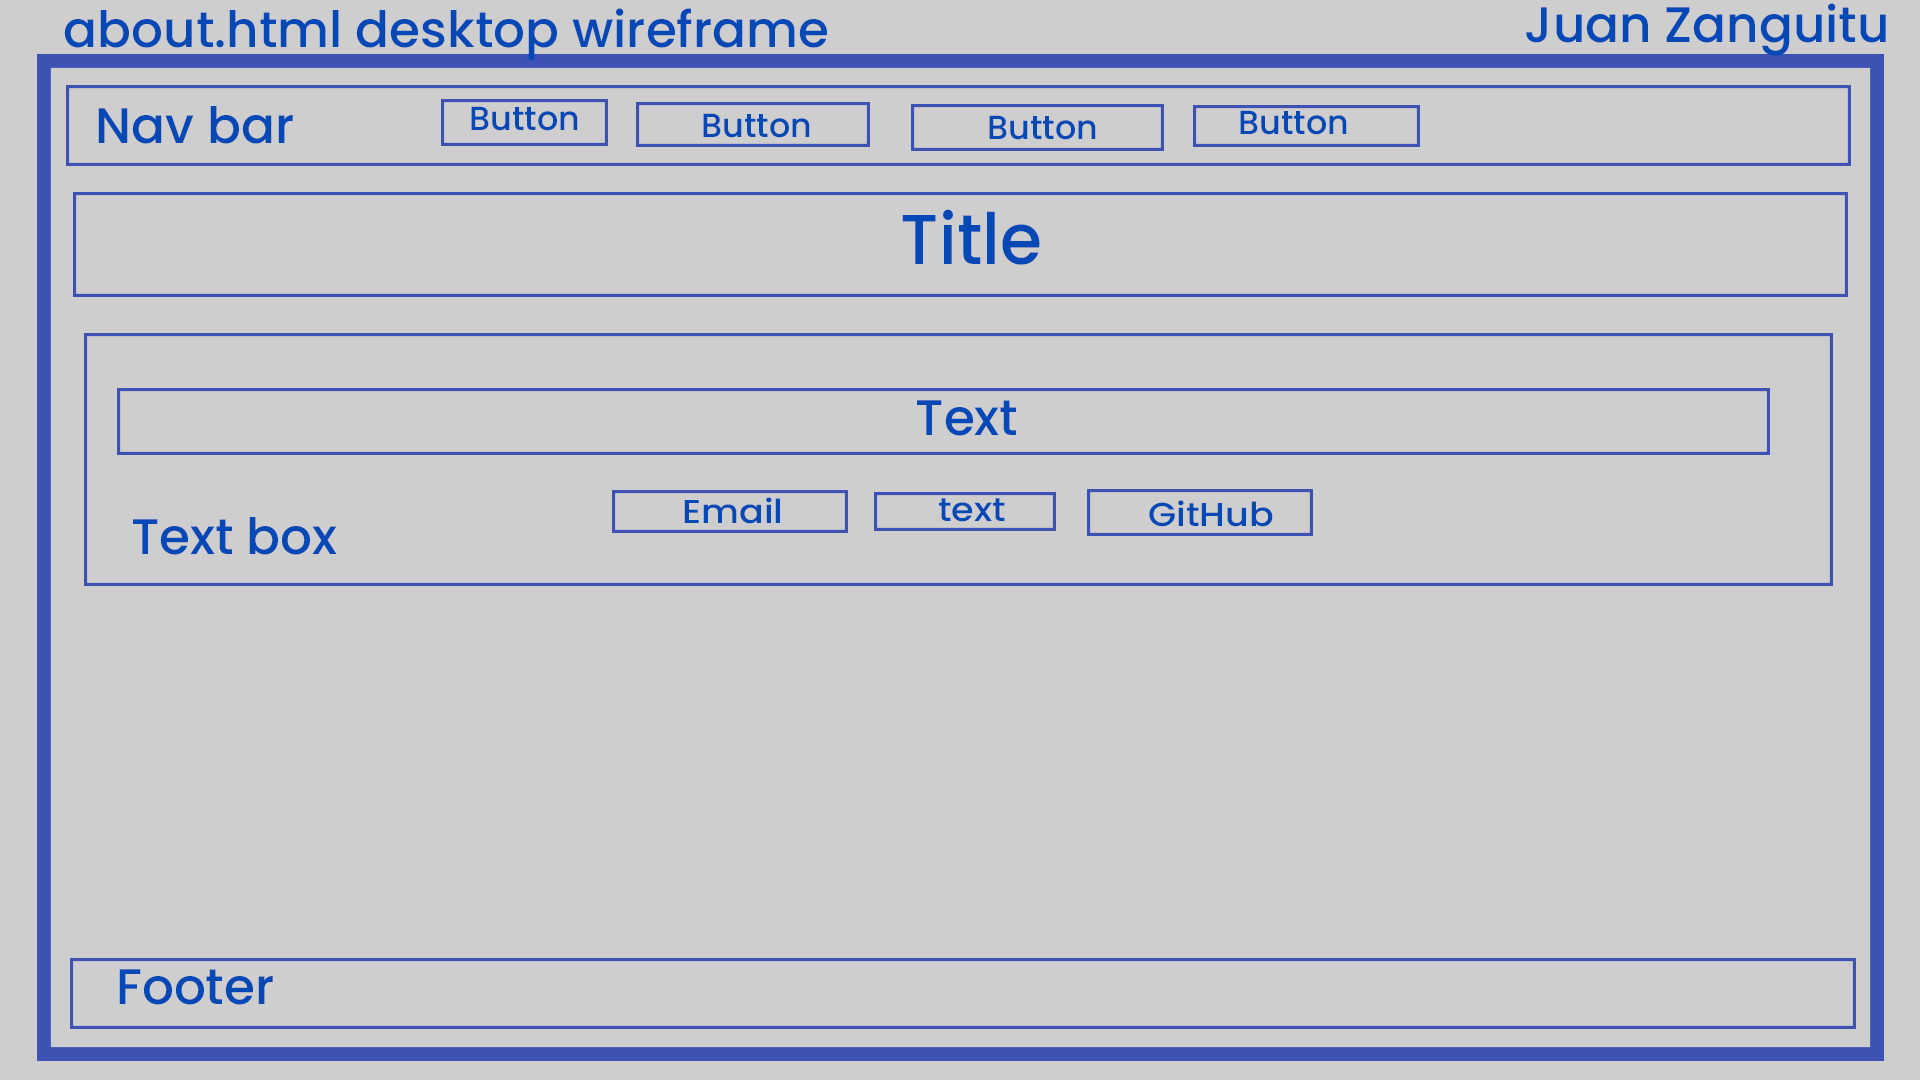 about.html desktop wireframe
Juan Zanguitu
Nav bar
Button
Button
Button
Button
Title
Text
Email
text
GitHub
Text box
Footer